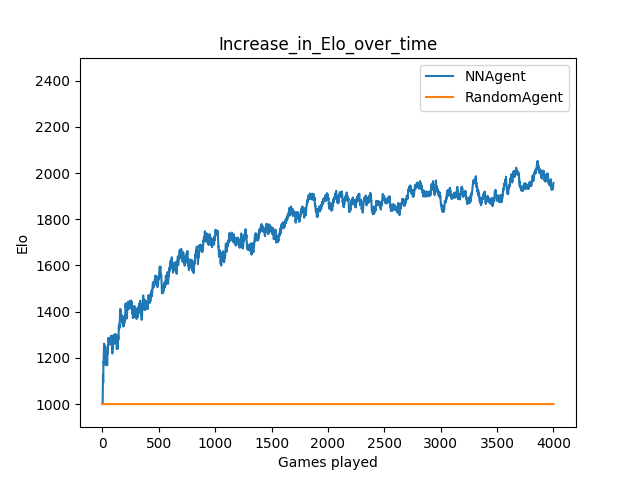 Increase_in_Elo_over_time
NNAgent
RandomAgent
2400
2200
2000
1800
1600
1400
1200
1000
Elo
0 500 1000 1500 2000 2500 3000 3500 4000
Games played